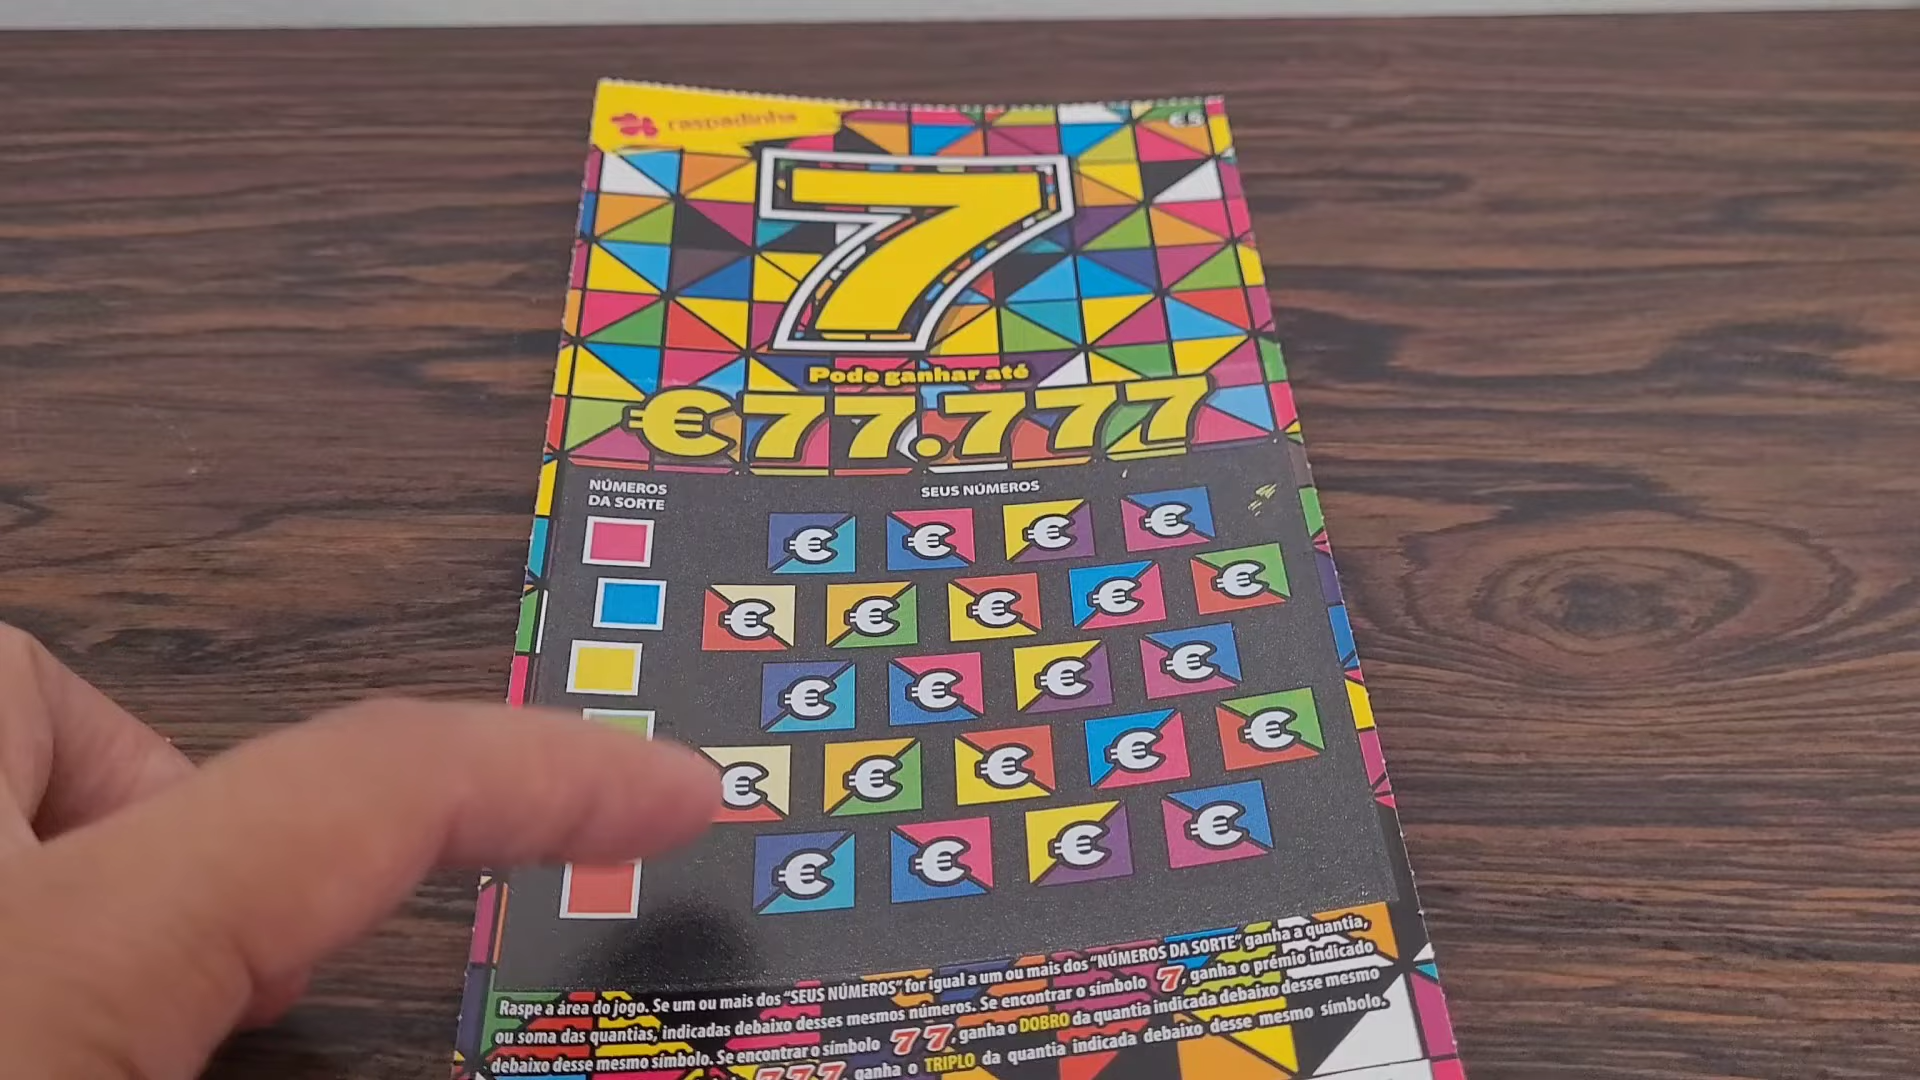 raspadinha
€5
7
Pode ganhar até
€77.777
NÚMEROS
DA SORTE
SEUS NÚMEROS
€ € € €
€ € € € €
€ € € €
€ € € € €
€ € € €
Raspe a área do jogo. Se um ou mais dos "SEUS NÚMEROS" for igual a um ou mais dos "NÚMEROS DA SORTE", ganha a quantia,
ou soma das quantias, indicadas debaixo desses mesmos números. Se encontrar o símbolo 7, ganha o prémio indicado
debaixo desse mesmo símbolo. Se encontrar o símbolo 77, ganha o DOBRO da quantia indicada debaixo desse mesmo
777, ganha o TRIPLO da quantia indicada debaixo desse mesmo símbolo.